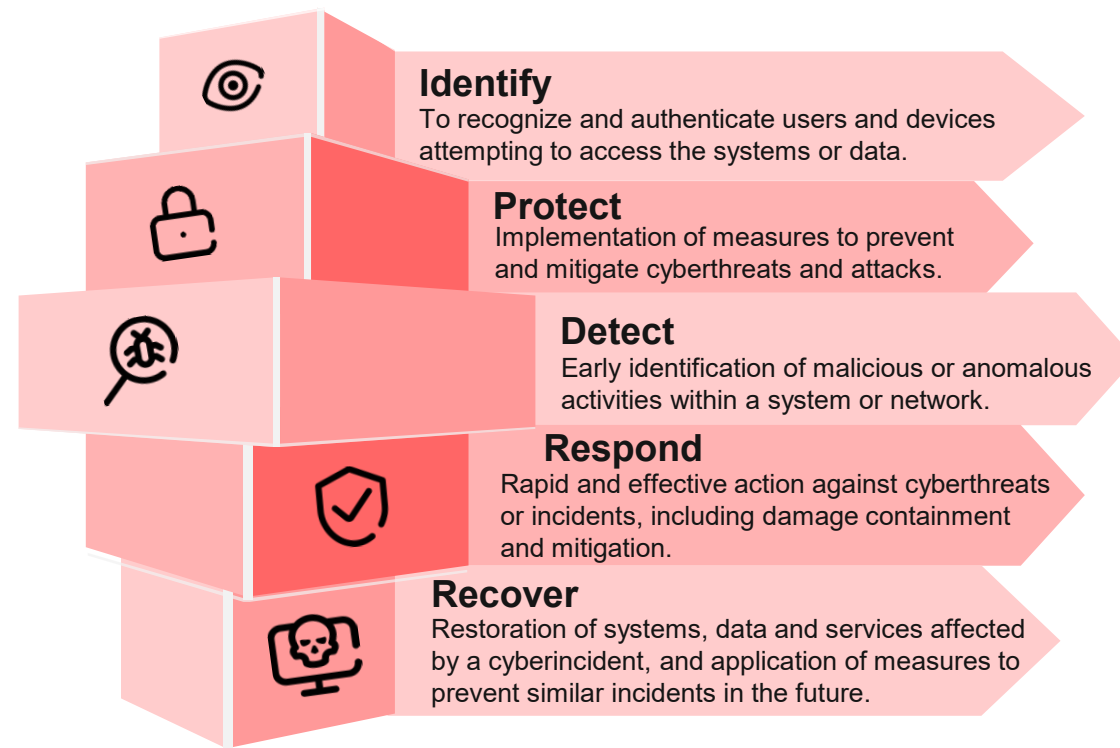 Identify
To recognize and authenticate users and devices
attempting to access the systems or data.
Protect
Implementation of measures to prevent
and mitigate cyberthreats and attacks.
Detect
Early identification of malicious or anomalous
activities within a system or network.
Respond
Rapid and effective action against cyberthreats
or incidents, including damage containment
and mitigation.
Recover
Restoration of systems, data and services affected
by a cyberincident, and application of measures to
prevent similar incidents in the future.